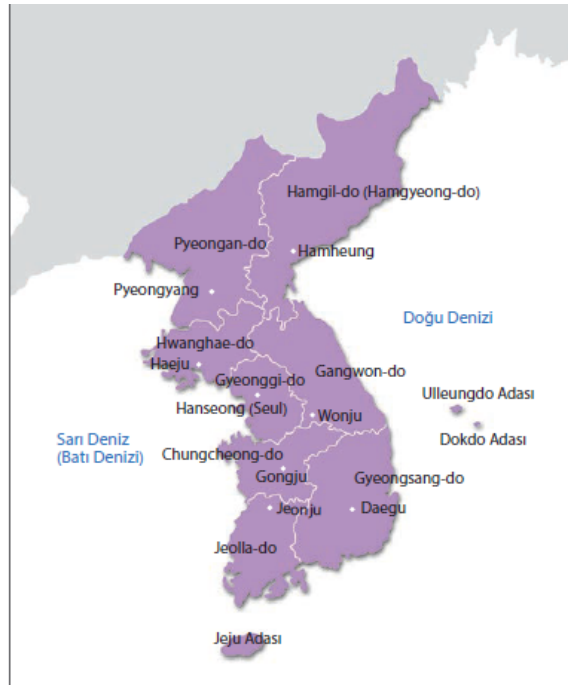 Hamgil-do (Hamgyeong-do)
Pyeongan-do
Hamheung
Pyeongyang
Doğu Denizi
Hwanghae-do
Haeju
Gyeonggi-do
Gangwon-do
Ulleungdo Adası
Hanseong (Seul)
Wonju
Dokdo Adası
Sarı Deniz
(Batı Denizi)
Chungcheong-do
Gongju
Gyeongsang-do
Jeonju
Daegu
Jeolla-do
Jeju Adası